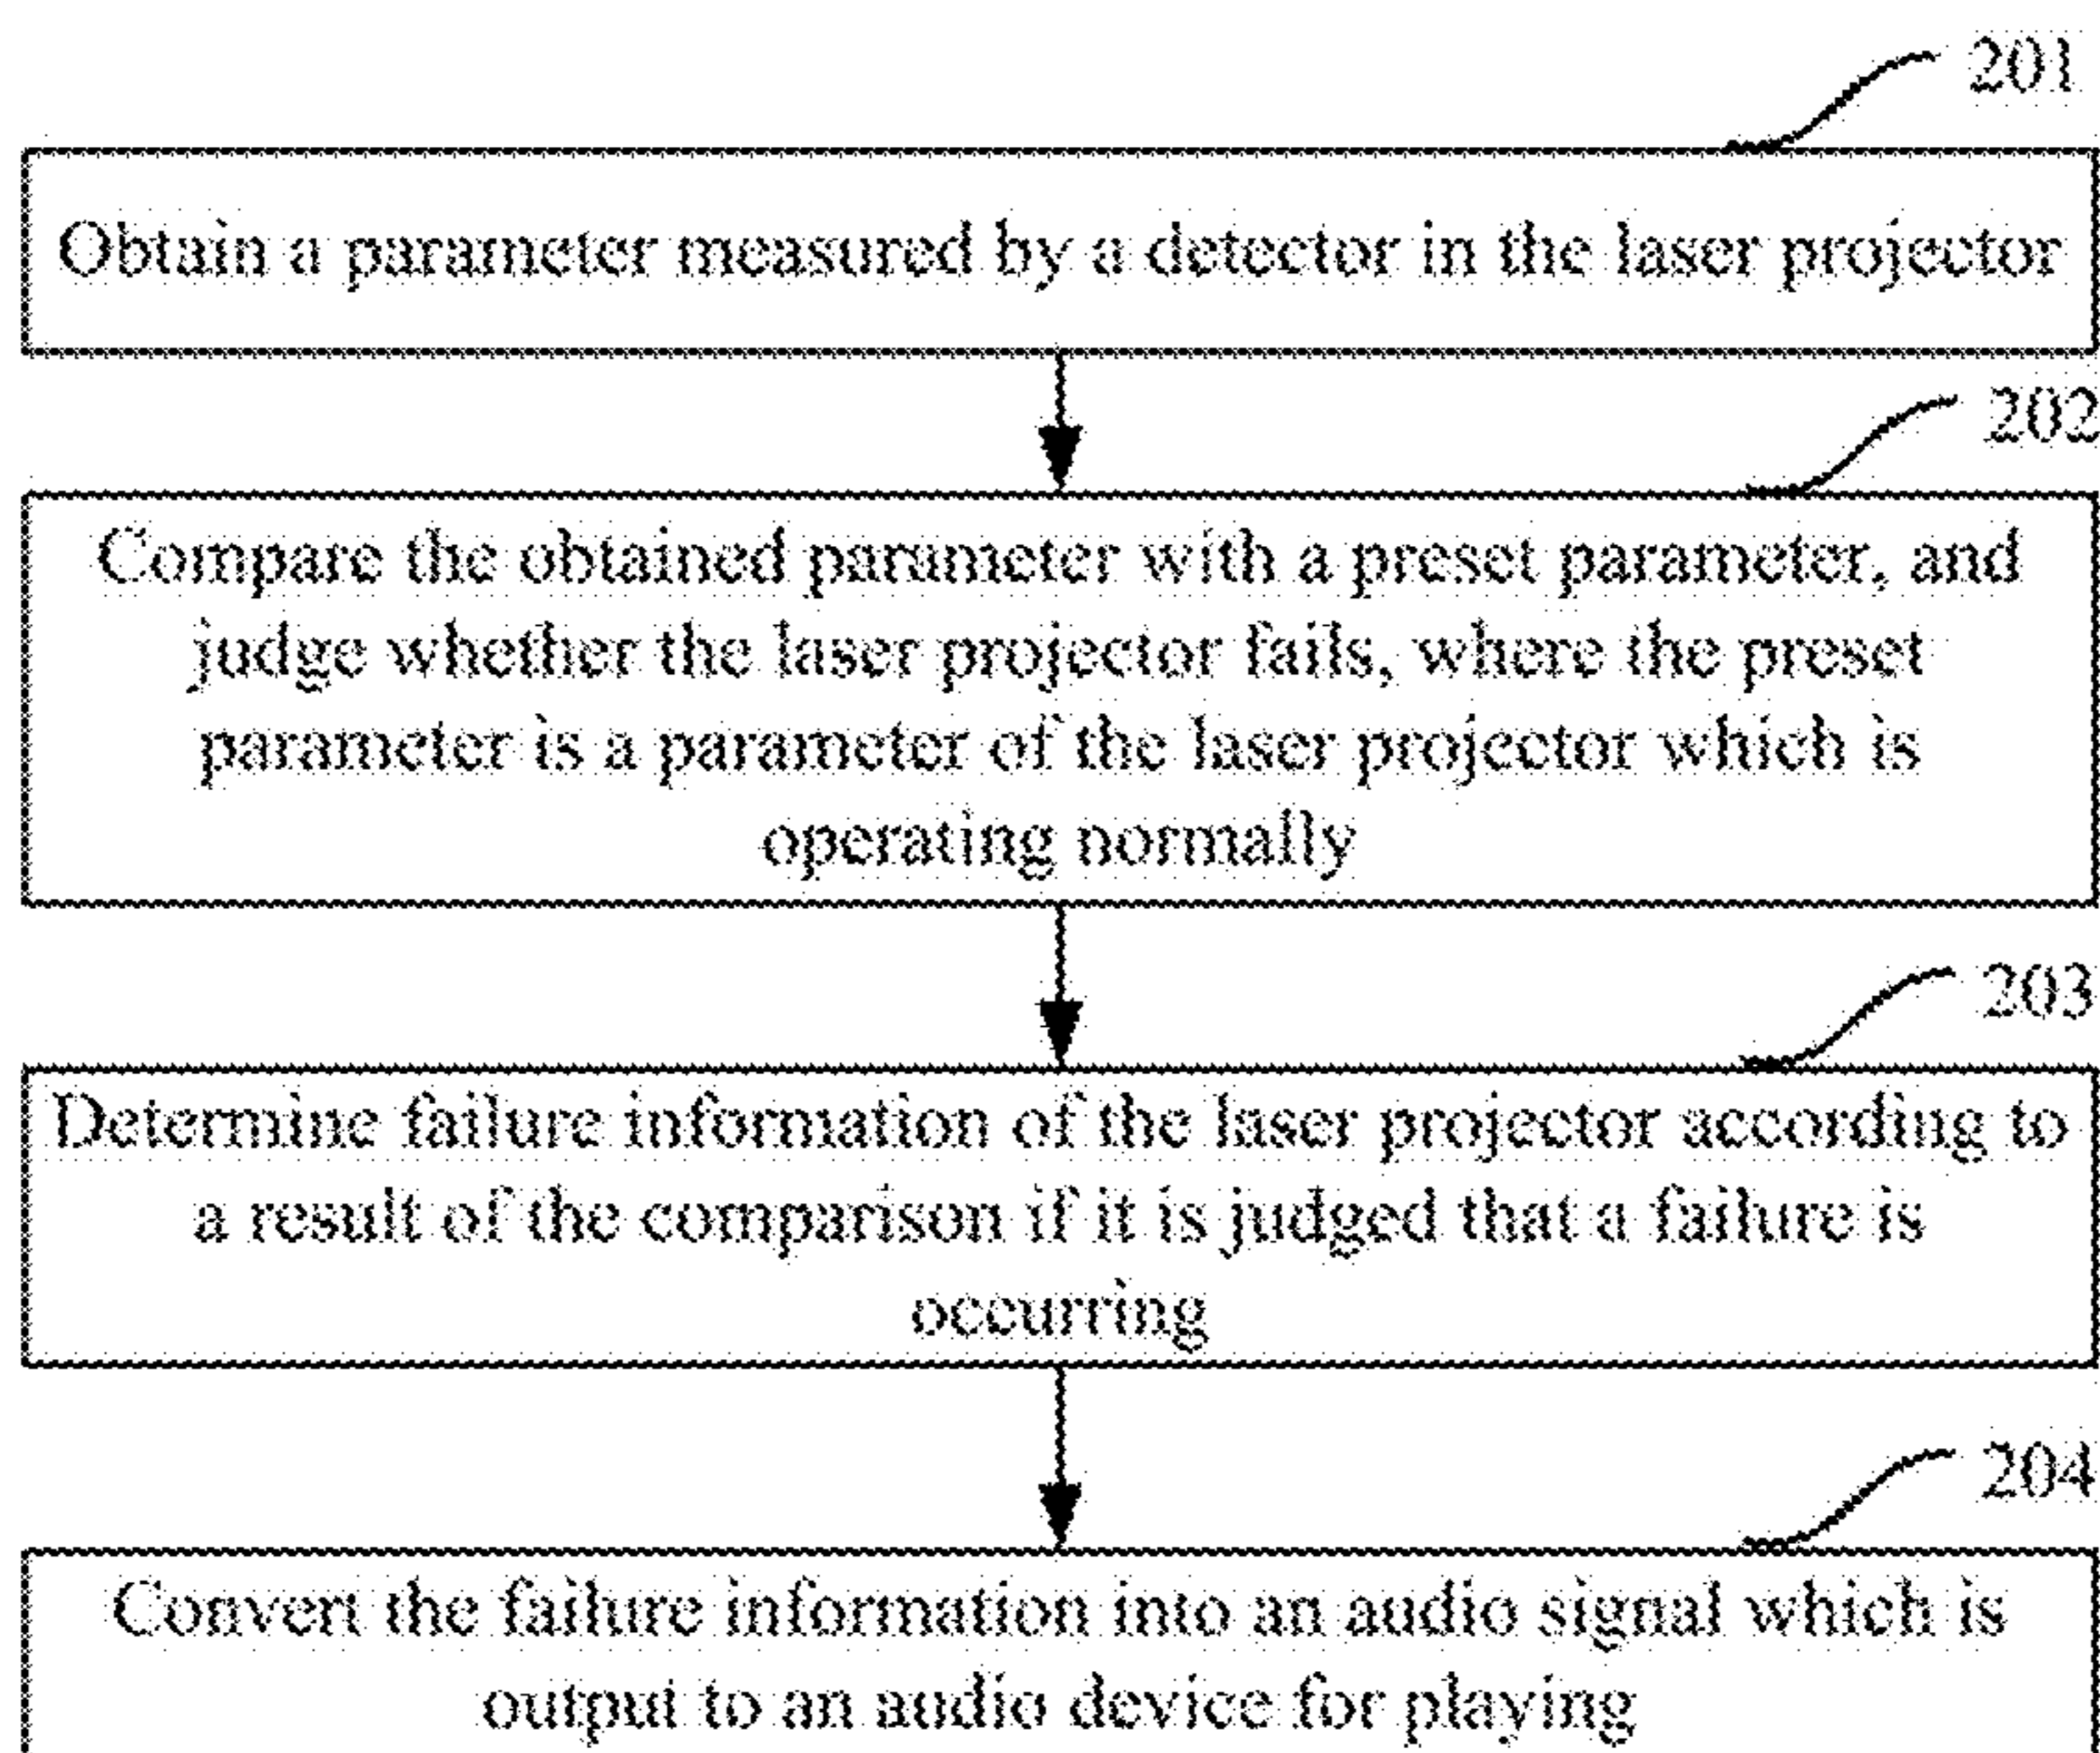 201
Obtain a parameter measured by a detector in the laser projector
202
Compare the obtained parameter with a preset parameter, and
judge whether the laser projector fails, where the preset
parameter is a parameter of the laser projector which is
operating normally
203
Determine failure information of the laser projector according to
a result of the comparison if it is judged that a failure is
occurring
204
Convert the failure information into an audio signal which is
output to an audio device for playing